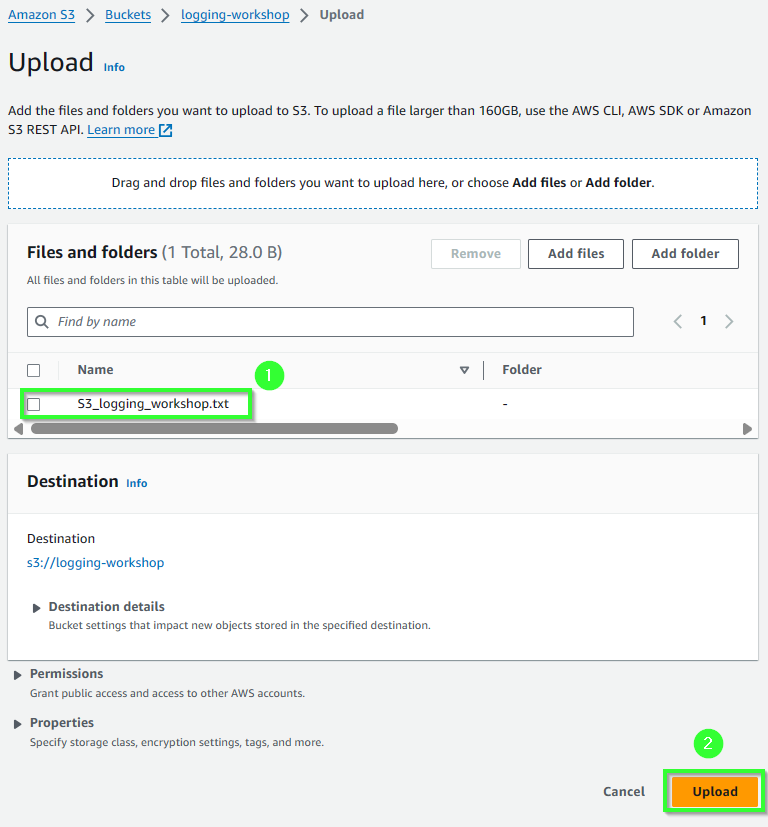 Amazon S3 > Buckets > logging-workshop > Upload
Upload Info
Add the files and folders you want to upload to S3. To upload a file larger than 160GB, use the AWS CLI, AWS SDK or Amazon
S3 REST API. Learn more
Drag and drop files and folders you want to upload here, or choose Add files or Add folder.
Files and folders (1 Total, 28.0 B)
Remove
Add files
Add folder
All files and folders in this table will be uploaded.
Find by name
1
Name
Folder
1
S3_logging_workshop.txt
-
Destination Info
Destination
s3://logging-workshop
Destination details
Bucket settings that impact new objects stored in the specified destination.
Permissions
Grant public access and access to other AWS accounts.
Properties
Specify storage class, encryption settings, tags, and more.
2
Cancel
Upload